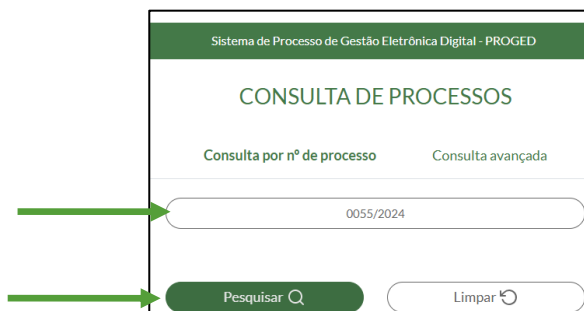 Sistema de Processo de Gestão Eletrônica Digital - PROGED
CONSULTA DE PROCESSOS
Consulta por nº de processo Consulta avançada
0055/2024
Pesquisar Limpar